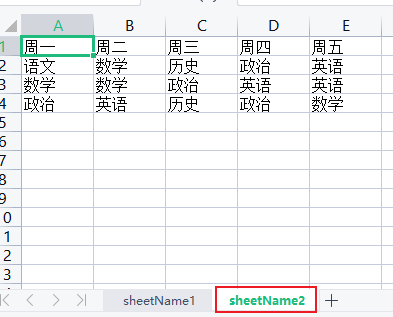 A B C D E
1 周一 周二 周三 周四 周五
2 语文 数学 历史 政治 英语
3 数学 数学 政治 英语 英语
4 政治 英语 历史 政治 数学
5
6
7
8
9
0
1
2
3
4
sheetName1 sheetName2